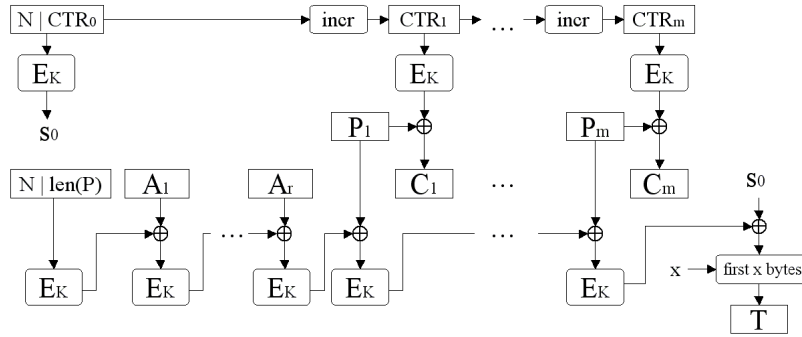 N | CTR₀ incr CTR₁ ... incr CTRₘ
Eₖ Eₖ Eₖ
s₀ P₁ Pₘ
N | len(P) A₁ Aᵣ C₁ ... Cₘ
s₀
... ...
x first x bytes
Eₖ Eₖ Eₖ Eₖ Eₖ
T